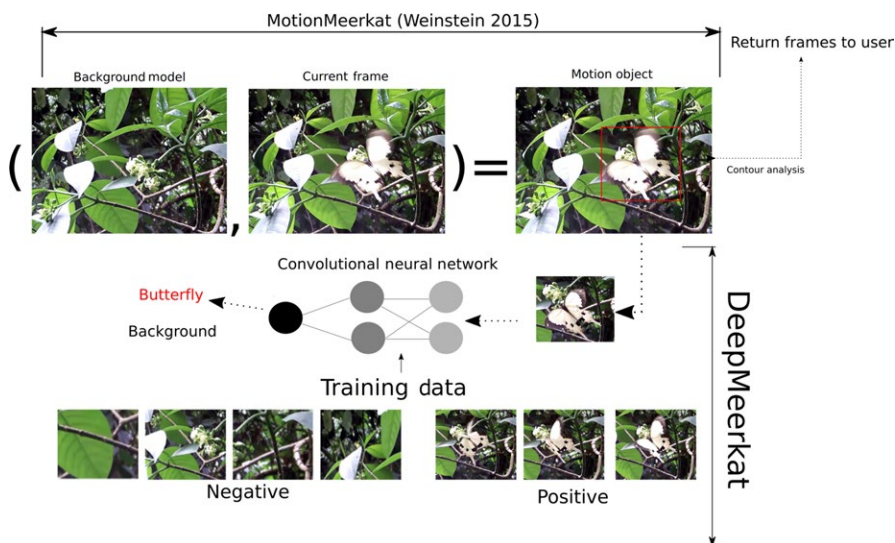 MotionMeerkat (Weinstein 2015)
Return frames to user
Background model
Current frame
Motion object
( , ) =
Contour analysis
Convolutional neural network
Butterfly
Background
DeepMeerkat
Training data
Negative
Positive